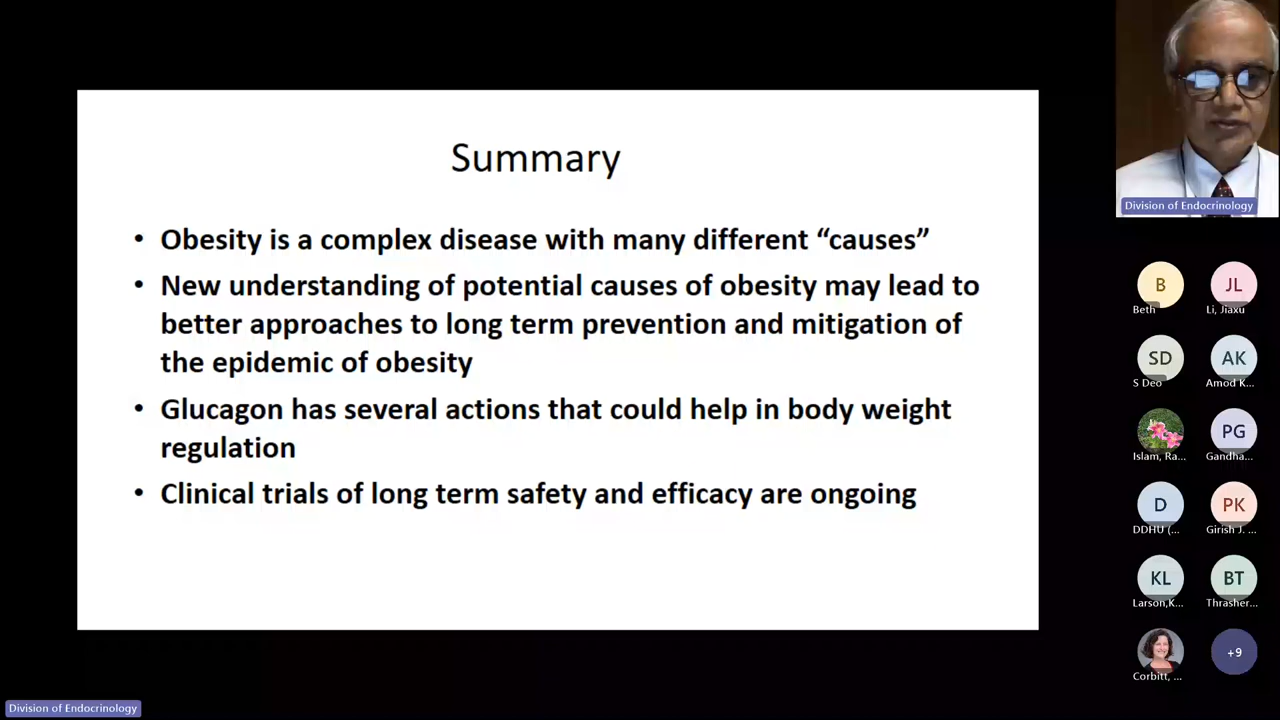 Summary
• Obesity is a complex disease with many different “causes”
• New understanding of potential causes of obesity may lead to
better approaches to long term prevention and mitigation of
the epidemic of obesity
• Glucagon has several actions that could help in body weight
regulation
• Clinical trials of long term safety and efficacy are ongoing
Division of Endocrinology
B
JL
Beth
Li, Jiaxu
SD
AK
S Deo
Amod K...
PG
Islam, Ra...
Gandha...
D
PK
DDHU (...
Girish J. ...
KL
BT
Larson,K...
Thrasher...
+9
Corbitt, ...
Division of Endocrinology